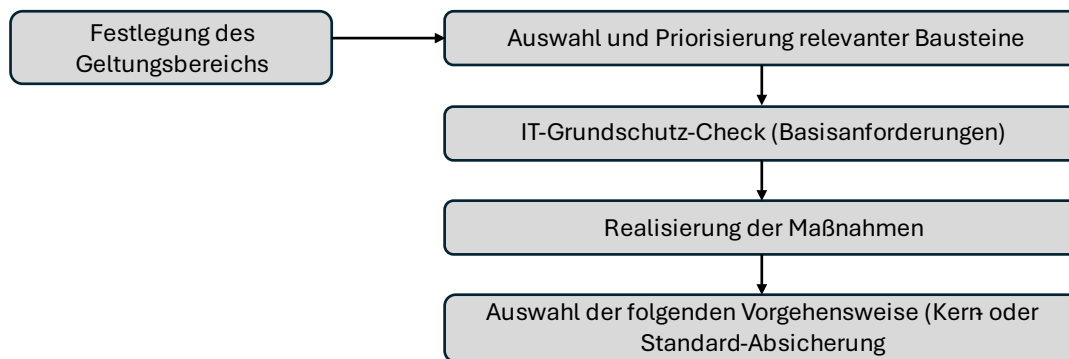 Festlegung des
Geltungsbereichs
Auswahl und Priorisierung relevanter Bausteine
IT-Grundschutz-Check (Basisanforderungen)
Realisierung der Maßnahmen
Auswahl der folgenden Vorgehensweise (Kern- oder
Standard-Absicherung